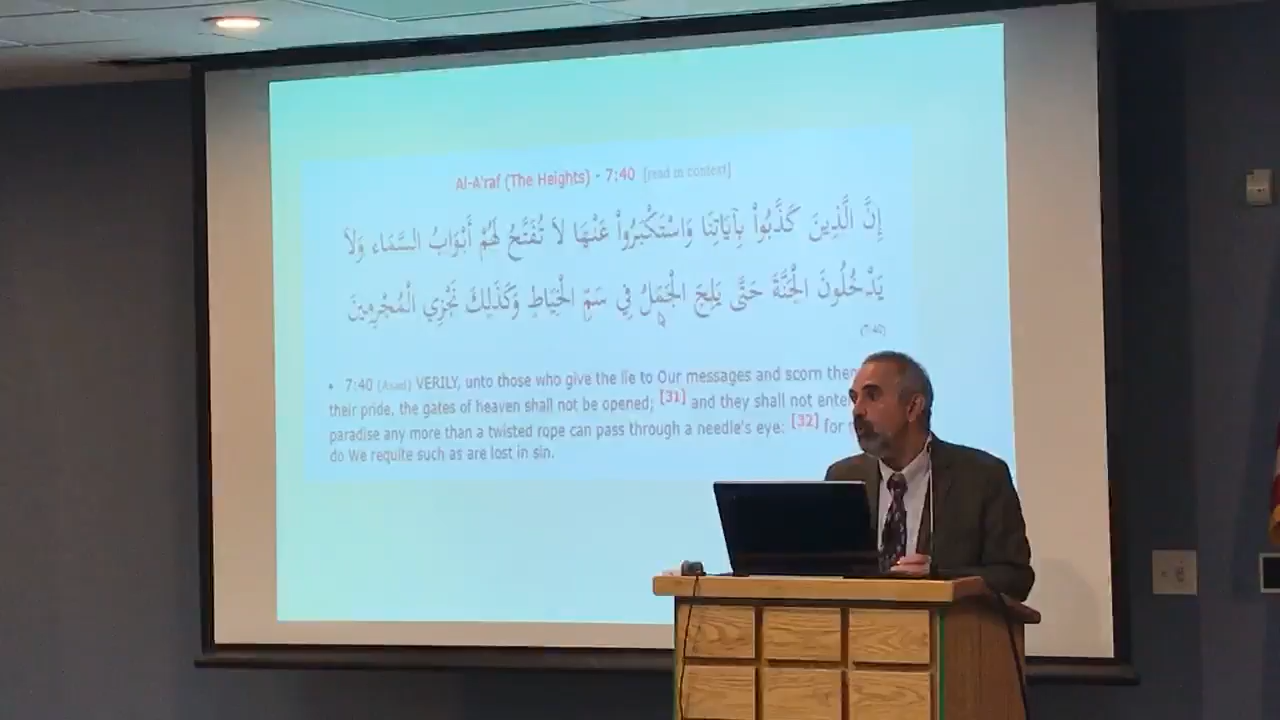 Al-A'raf (The Heights) - 7:40 [read in context]
إِنَّ الَّذِينَ كَذَّبُواْ بِآيَاتِنَا وَاسْتَكْبَرُواْ عَنْهَا لاَ تُفَتَّحُ لَهُمْ أَبْوَابُ السَّمَاء وَلاَ
يَدْخُلُونَ الْجَنَّةَ حَتَّى يَلِجَ الْجَمَلُ فِي سَمِّ الْخِيَاطِ وَكَذَلِكَ نَجْزِي الْمُجْرِمِينَ
(7:40)
• 7:40 (Asad) VERILY, unto those who give the lie to Our messages and scorn
their pride, the gates of heaven shall not be opened; [31] and they shall not
paradise any more than a twisted rope can pass through a needle's eye: [32] for
do We requite such as are lost in sin.